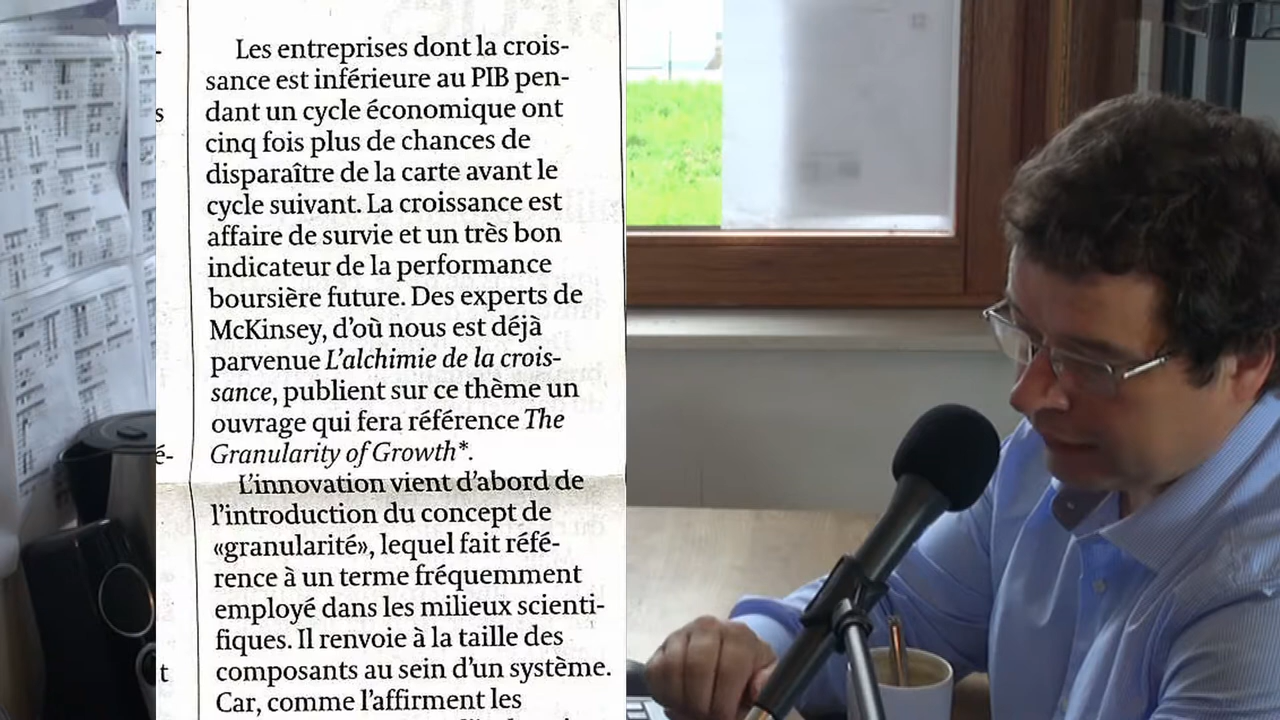 Les entreprises dont la crois-
sance est inférieure au PIB pen-
dant un cycle économique ont
cinq fois plus de chances de
disparaître de la carte avant le
cycle suivant. La croissance est
affaire de survie et un très bon
indicateur de la performance
boursière future. Des experts de
McKinsey, d'où nous est déjà
parvenue L'alchimie de la crois-
sance, publient sur ce thème un
ouvrage qui fera référence The
Granularity of Growth*.
L'innovation vient d'abord de
l'introduction du concept de
«granularité», lequel fait réfé-
rence à un terme fréquemment
employé dans les milieux scienti-
fiques. Il renvoie à la taille des
composants au sein d'un système.
Car, comme l'affirment les